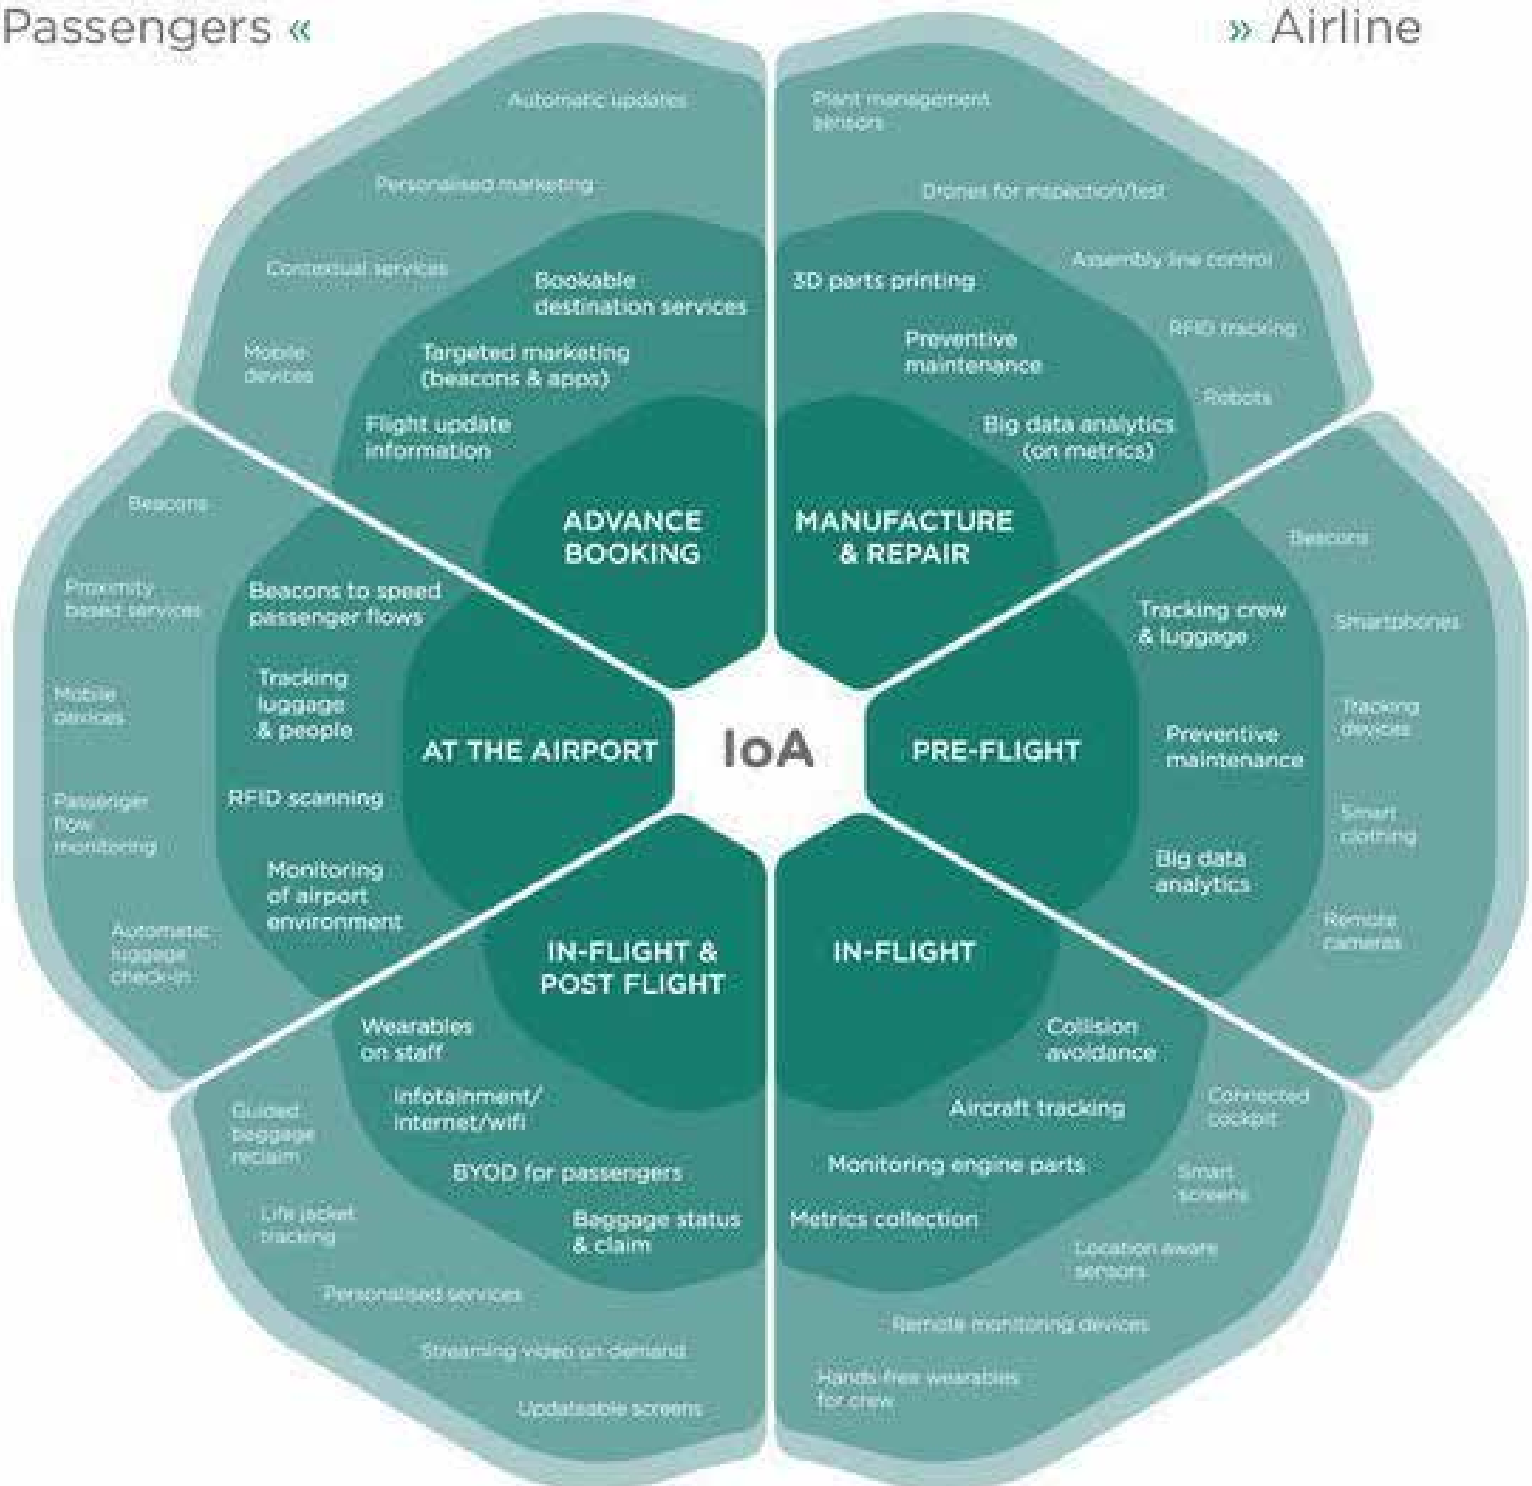 Passengers «
» Airline
Automatic updates
Personalised marketing
Contextual services
Mobile
devices
Bookable
destination services
Targeted marketing
(beacons & apps)
Flight update
information
ADVANCE
BOOKING
Plant management
sensors
Drones for inspection/test
Assembly line control
RFID tracking
Robots
3D parts printing
Preventive
maintenance
Big data analytics
(on metrics)
MANUFACTURE
& REPAIR
Beacons
Proximity
based services
Mobile
devices
Passenger
flow
monitoring
Automatic
luggage
check-in
Beacons to speed
passenger flows
Tracking
luggage
& people
RFID scanning
Monitoring
of airport
environment
AT THE AIRPORT
IoA
PRE-FLIGHT
Tracking crew
& luggage
Preventive
maintenance
Big data
analytics
Beacons
Smartphones
Tracking
devices
Smart
clothing
Remote
cameras
IN-FLIGHT &
POST FLIGHT
Wearables
on staff
Infotainment/
internet/wifi
BYOD for passengers
Baggage status
& claim
Guided
baggage
reclaim
Life jacket
tracking
Personalised services
Streaming video on demand
Updateable screens
IN-FLIGHT
Collision
avoidance
Aircraft tracking
Monitoring engine parts
Metrics collection
Connected
cockpit
Smart
screens
Location aware
sensors
Remote monitoring devices
Hands-free wearables
for crew